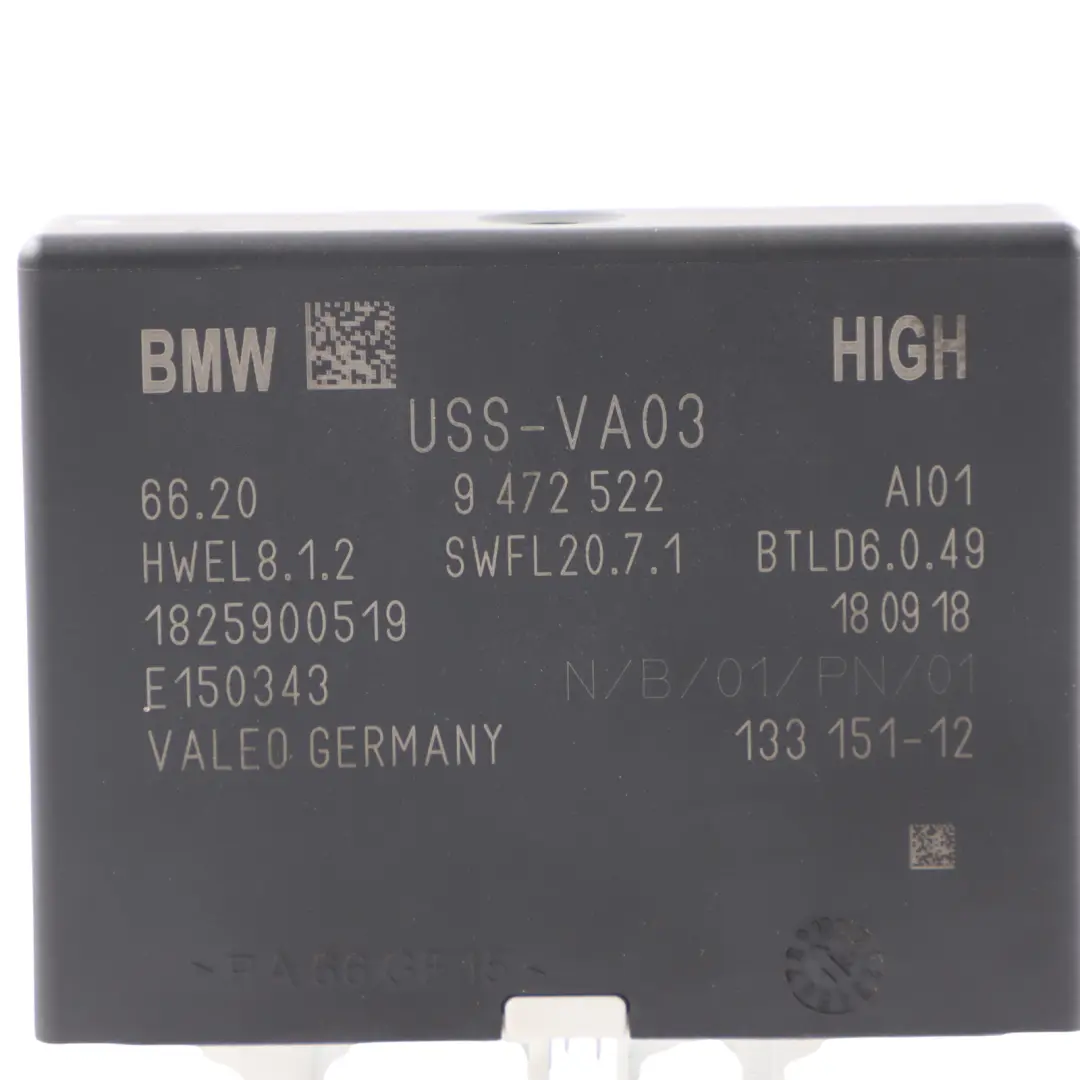 BMW HIGH
USS-VA03
66.20 9 472 522 AI01
HWEL8.1.2 SWFL20.7.1 BTLD6.0.49
1825900519 18 09 18
E150343 N/B/01/PN/01
VALEO GERMANY 133 151-12